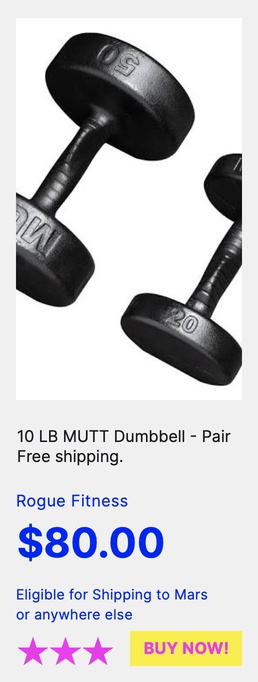 50
MU
20
10 LB MUTT Dumbbell - Pair
Free shipping.
Rogue Fitness
$80.00
Eligible for Shipping to Mars
or anywhere else
BUY NOW!